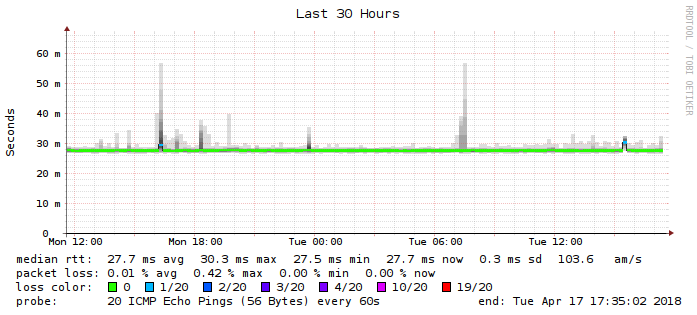 Last 30 Hours
RRDTOOL / TOBI OETIKER
Seconds
60 m
50 m
40 m
30 m
20 m
10 m
0
Mon 12:00 Mon 18:00 Tue 00:00 Tue 06:00 Tue 12:00
median rtt: 27.7 ms avg 30.3 ms max 27.5 ms min 27.7 ms now 0.3 ms sd 103.6 am/s
packet loss: 0.01 % avg 0.42 % max 0.00 % min 0.00 % now
loss color: 0 1/20 2/20 3/20 4/20 10/20 19/20
probe: 20 ICMP Echo Pings (56 Bytes) every 60s end: Tue Apr 17 17:35:02 2018